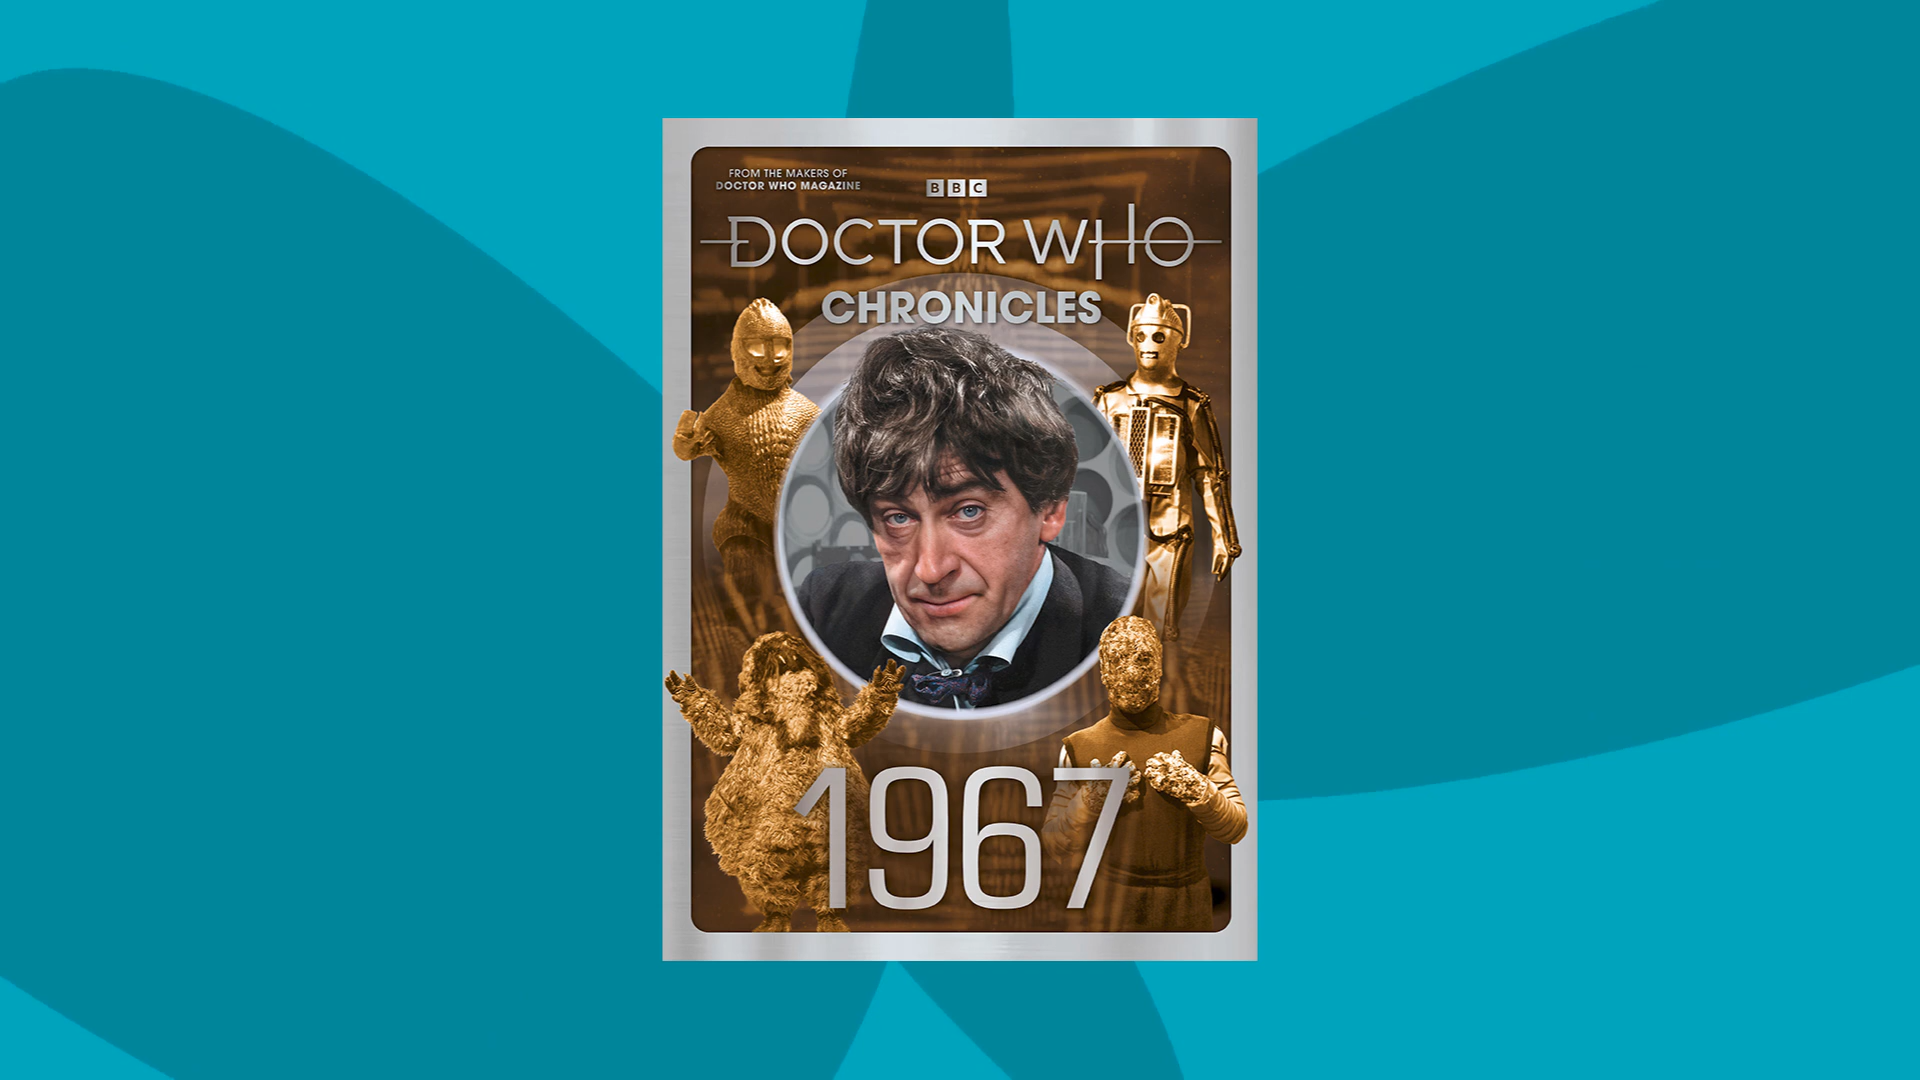 FROM THE MAKERS OF
DOCTOR WHO MAGAZINE
BBC
DOCTOR WHO
CHRONICLES
1967